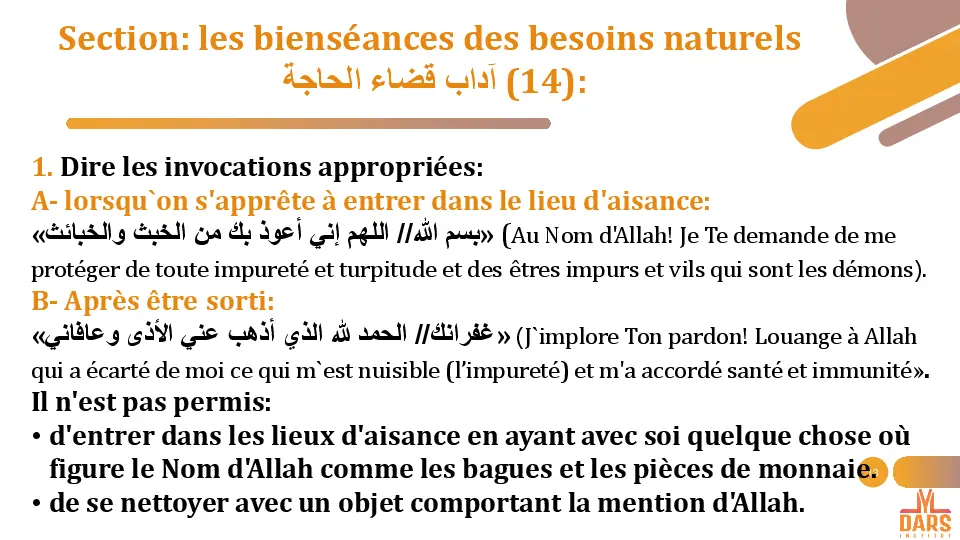 Section: les bienséances des besoins naturels
آداب قضاء الحاجة (14):
1. Dire les invocations appropriées:
A- lorsqu`on s'apprête à entrer dans le lieu d'aisance:
«بسم الله// اللهم إني أعوذ بك من الخبث والخبائث» (Au Nom d'Allah! Je Te demande de me
protéger de toute impureté et turpitude et des êtres impurs et vils qui sont les démons).
B- Après être sorti:
«غفرانك// الحمد لله الذي أذهب عني الأذى وعافاني» (J`implore Ton pardon! Louange à Allah
qui a écarté de moi ce qui m`est nuisible (l’impureté) et m'a accordé santé et immunité».
Il n'est pas permis:
• d'entrer dans les lieux d'aisance en ayant avec soi quelque chose où
figure le Nom d'Allah comme les bagues et les pièces de monnaie.
• de se nettoyer avec un objet comportant la mention d'Allah.
DARS
INSTITUT